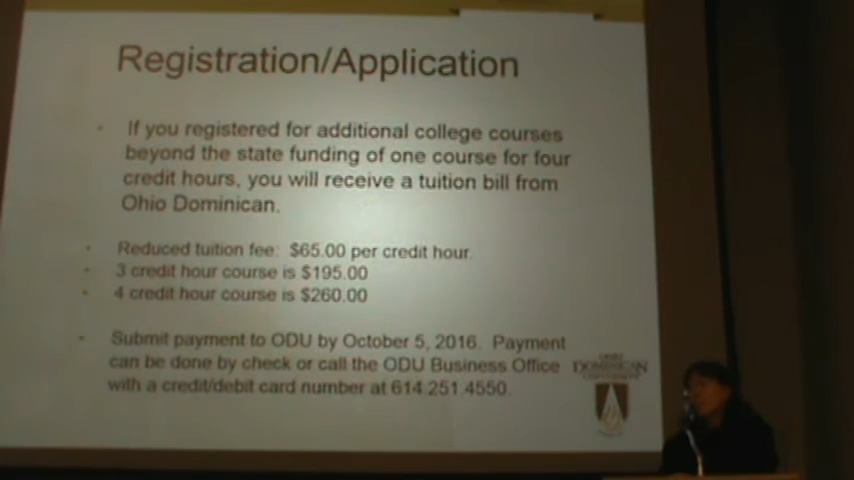 Registration/Application
If you registered for additional college courses
beyond the state funding of one course for four
credit hours, you will receive a tuition bill from
Ohio Dominican.
Reduced tuition fee: $65.00 per credit hour.
3 credit hour course is $195.00
4 credit hour course is $260.00
Submit payment to ODU by October 5, 2016. Payment
can be done by check or call the ODU Business Office
with a credit/debit card number at 614.251.4550.
OHIO
DOMINICAN
UNIVERSITY